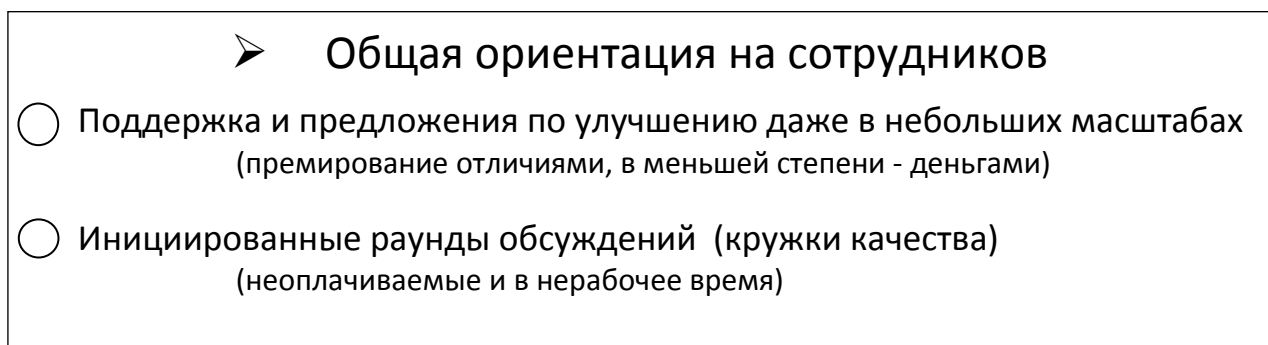 ➢ Общая ориентация на сотрудников
Поддержка и предложения по улучшению даже в небольших масштабах
(премирование отличиями, в меньшей степени - деньгами)
Инициированные раунды обсуждений (кружки качества)
(неоплачиваемые и в нерабочее время)